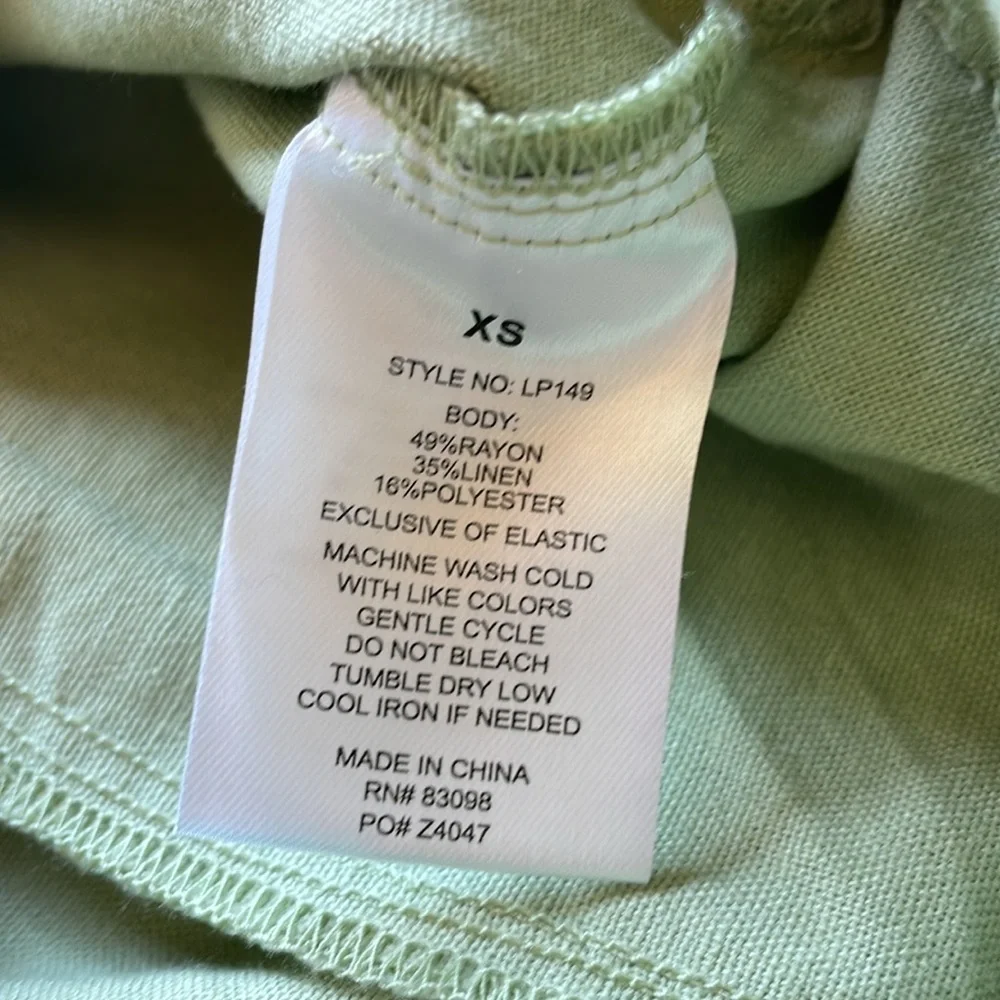 XS
STYLE NO: LP149
BODY:
49%RAYON
35%LINEN
16%POLYESTER
EXCLUSIVE OF ELASTIC
MACHINE WASH COLD
WITH LIKE COLORS
GENTLE CYCLE
DO NOT BLEACH
TUMBLE DRY LOW
COOL IRON IF NEEDED
MADE IN CHINA
RN# 83098
PO# Z4047